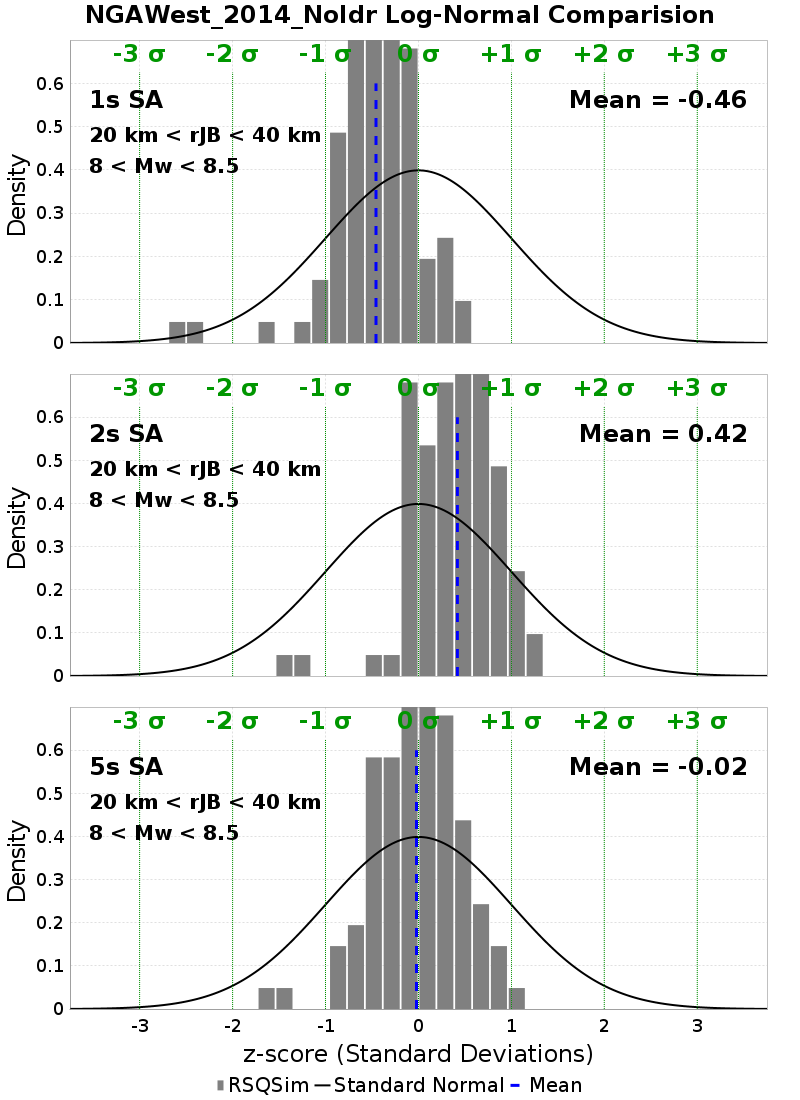 NGAWest_2014_NoIdr Log-Normal Comparision
-3 σ -2 σ -1 σ 0 σ +1 σ +2 σ +3 σ
1s SA Mean = -0.46
20 km < rJB < 40 km
8 < Mw < 8.5
0.6
0.5
0.4
0.3
0.2
0.1
0
Density
-3 σ -2 σ -1 σ 0 σ +1 σ +2 σ +3 σ
2s SA Mean = 0.42
20 km < rJB < 40 km
8 < Mw < 8.5
0.6
0.5
0.4
0.3
0.2
0.1
0
Density
-3 σ -2 σ -1 σ 0 σ +1 σ +2 σ +3 σ
5s SA Mean = -0.02
20 km < rJB < 40 km
8 < Mw < 8.5
0.6
0.5
0.4
0.3
0.2
0.1
0
Density
-3 -2 -1 0 1 2 3
z-score (Standard Deviations)
RSQSim Standard Normal Mean